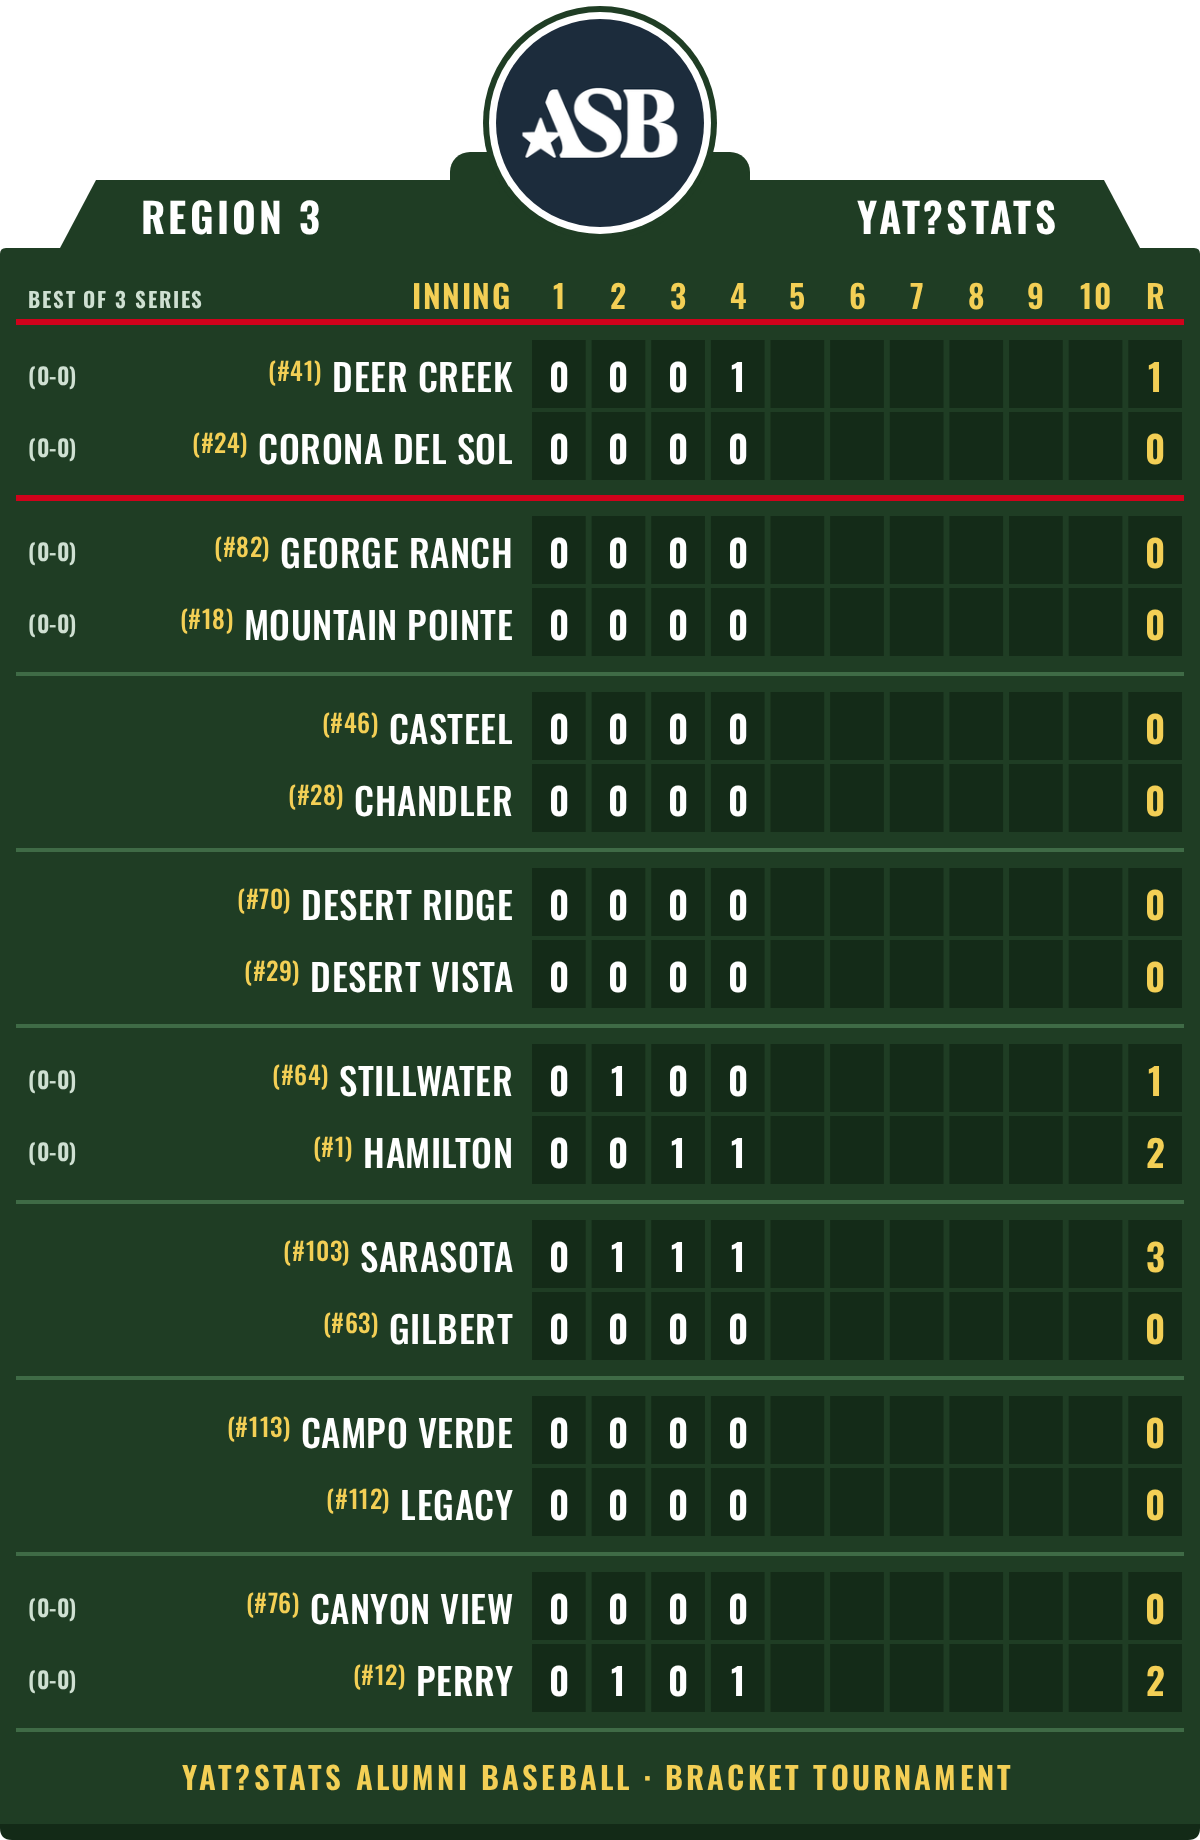 ASB
REGION 3 YAT?STATS
BEST OF 3 SERIES INNING 1 2 3 4 5 6 7 8 9 10 R
(0-0) (#41) DEER CREEK 0 0 0 1 1
(0-0) (#24) CORONA DEL SOL 0 0 0 0 0
(0-0) (#82) GEORGE RANCH 0 0 0 0 0
(0-0) (#18) MOUNTAIN POINTE 0 0 0 0 0
(#46) CASTEEL 0 0 0 0 0
(#28) CHANDLER 0 0 0 0 0
(#70) DESERT RIDGE 0 0 0 0 0
(#29) DESERT VISTA 0 0 0 0 0
(0-0) (#64) STILLWATER 0 1 0 0 1
(0-0) (#1) HAMILTON 0 0 1 1 2
(#103) SARASOTA 0 1 1 1 3
(#63) GILBERT 0 0 0 0 0
(#113) CAMPO VERDE 0 0 0 0 0
(#112) LEGACY 0 0 0 0 0
(0-0) (#76) CANYON VIEW 0 0 0 0 0
(0-0) (#12) PERRY 0 1 0 1 2
YAT?STATS ALUMNI BASEBALL · BRACKET TOURNAMENT